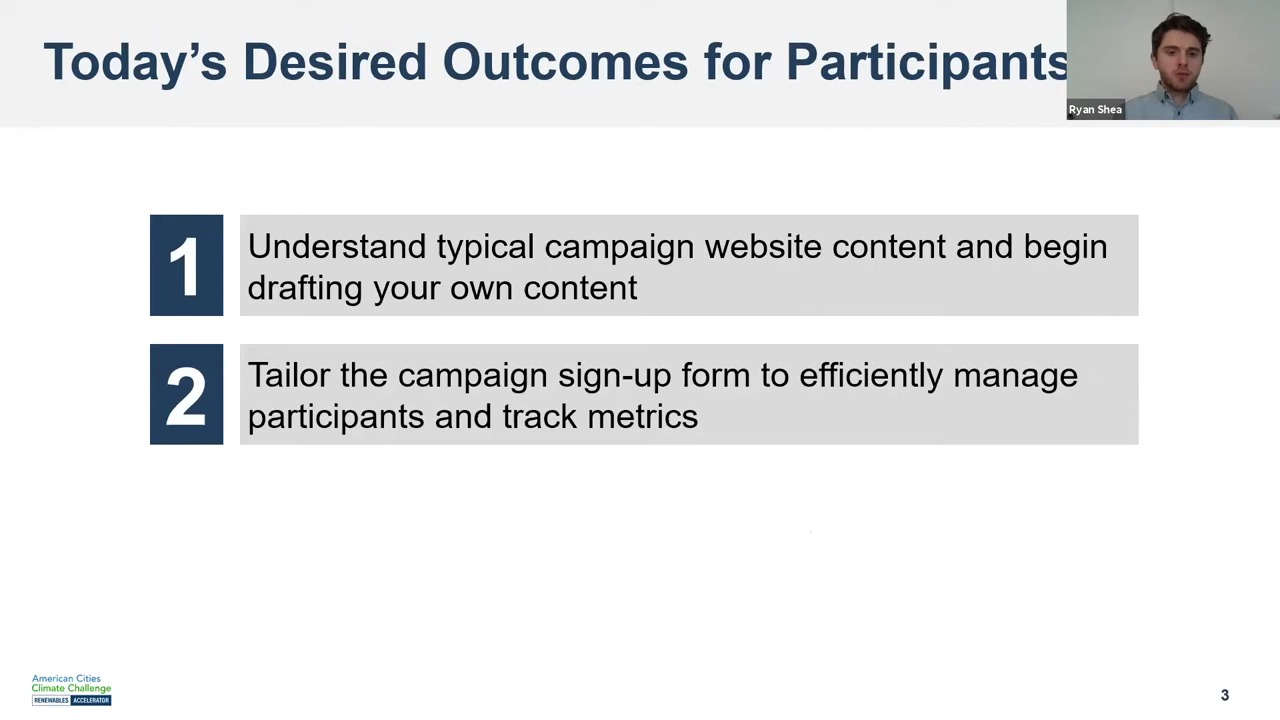 Today's Desired Outcomes for Participants
Ryan Shea
1
Understand typical campaign website content and begin
drafting your own content
2
Tailor the campaign sign-up form to efficiently manage
participants and track metrics
American Cities
Climate Challenge
RENEWABLES ACCELERATOR
3